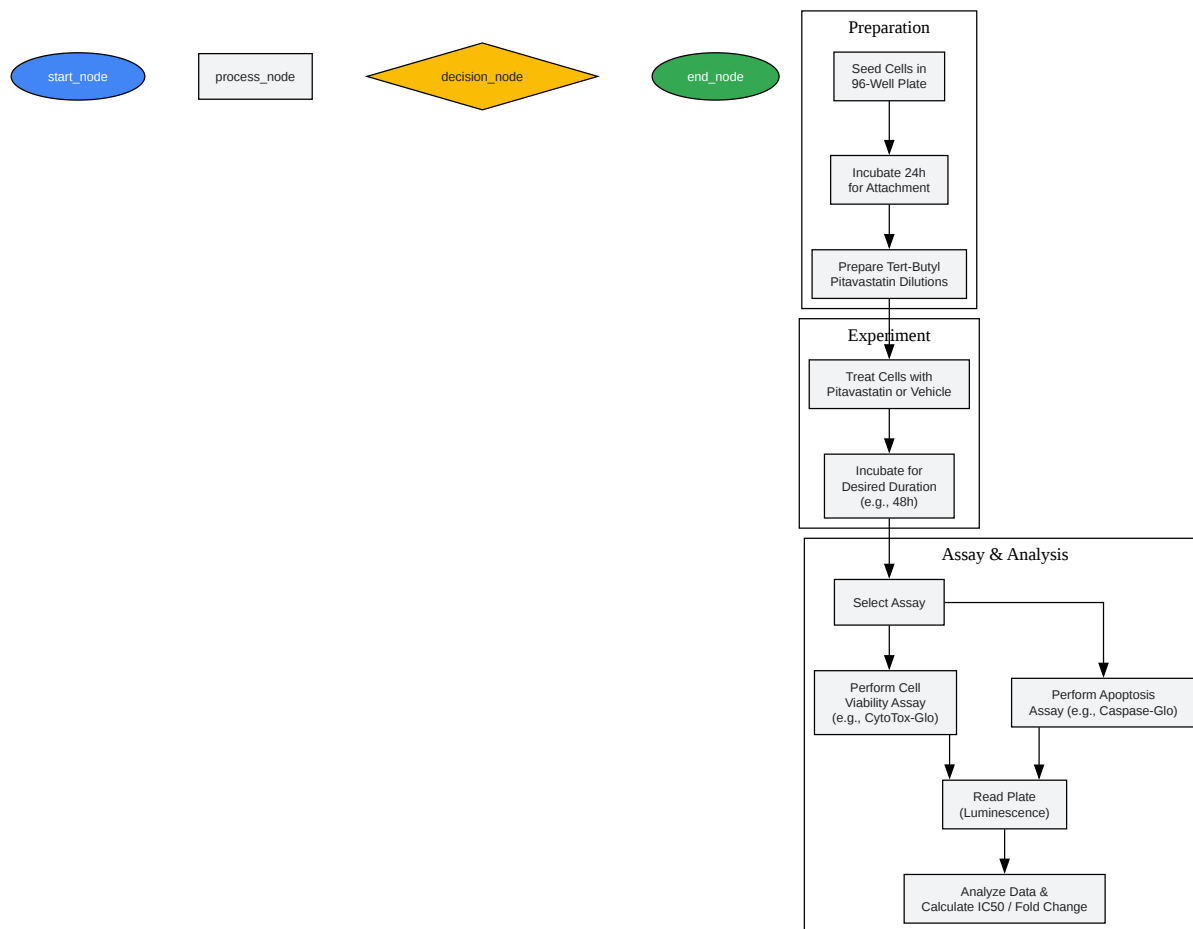 start_node
process_node
decision_node
end_node
Preparation
Seed Cells in
96-Well Plate
Incubate 24h
for Attachment
Prepare Tert-Butyl
Pitavastatin Dilutions
Experiment
Treat Cells with
Pitavastatin or Vehicle
Incubate for
Desired Duration
(e.g., 48h)
Assay & Analysis
Select Assay
Perform Cell
Viability Assay
(e.g., CytoTox-Glo)
Perform Apoptosis
Assay (e.g., Caspase-Glo)
Read Plate
(Luminescence)
Analyze Data &
Calculate IC50 / Fold Change